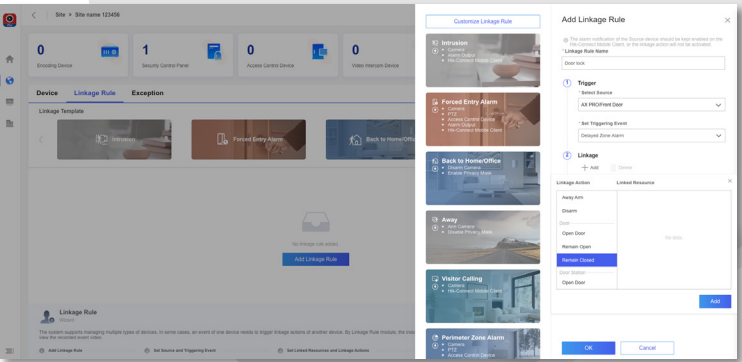 Site > Site name 123456
0
Encoding Device
1
Security Control Panel
0
Access Control Device
0
Video Intercom Device
Device
Linkage Rule
Exception
Linkage Template
Intrusion
Forced Entry Alarm
Back to Home/Office
No linkage rule added.
Add Linkage Rule
Linkage Rule
Wizard
The system supports managing multiple types of devices. In some cases, an event of one device needs to trigger linkage actions of another device. By Linkage Rule module, the
view the recorded event video.
Add Linkage Rule
Set Source and Triggering Event
Set Linked Resources and Linkage Actions
Customize Linkage Rule
Intrusion
Camera
Alarm Output
Hik-Connect Mobile Client
Forced Entry Alarm
Camera
PTZ
Access Control Device
Alarm Output
Hik-Connect Mobile Client
Back to Home/Office
Disarm Camera
Enable Privacy Mask
Away
Arm Camera
Disable Privacy Mask
Visitor Calling
Camera
Hik-Connect Mobile Client
Perimeter Zone Alarm
Camera
PTZ
Access Control Device
Add Linkage Rule
The alarm notification of the Source device should be kept enabled on the
Hik-Connect Mobile Client, or the linkage action will not be activated.
* Linkage Rule Name
Door lock
1 Trigger
* Select Source
AX PRO/Front Door
* Set Triggering Event
Delayed Zone Alarm
2 Linkage
+ Add
Delete
Linkage Action
Linked Resource
Away Arm
Disarm
Door
Open Door
Remain Open
Remain Closed
Door Station
Open Door
No data
Add
OK
Cancel